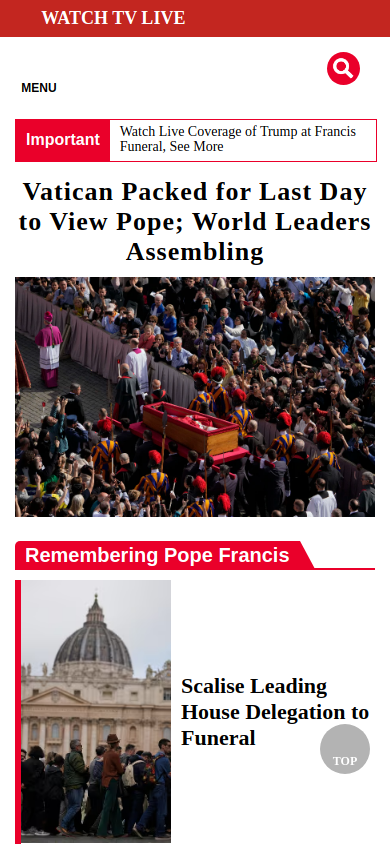 WATCH TV LIVE
MENU
Important
Watch Live Coverage of Trump at Francis
Funeral, See More
Vatican Packed for Last Day
to View Pope; World Leaders
Assembling
Remembering Pope Francis
Scalise Leading
House Delegation to
Funeral
TOP